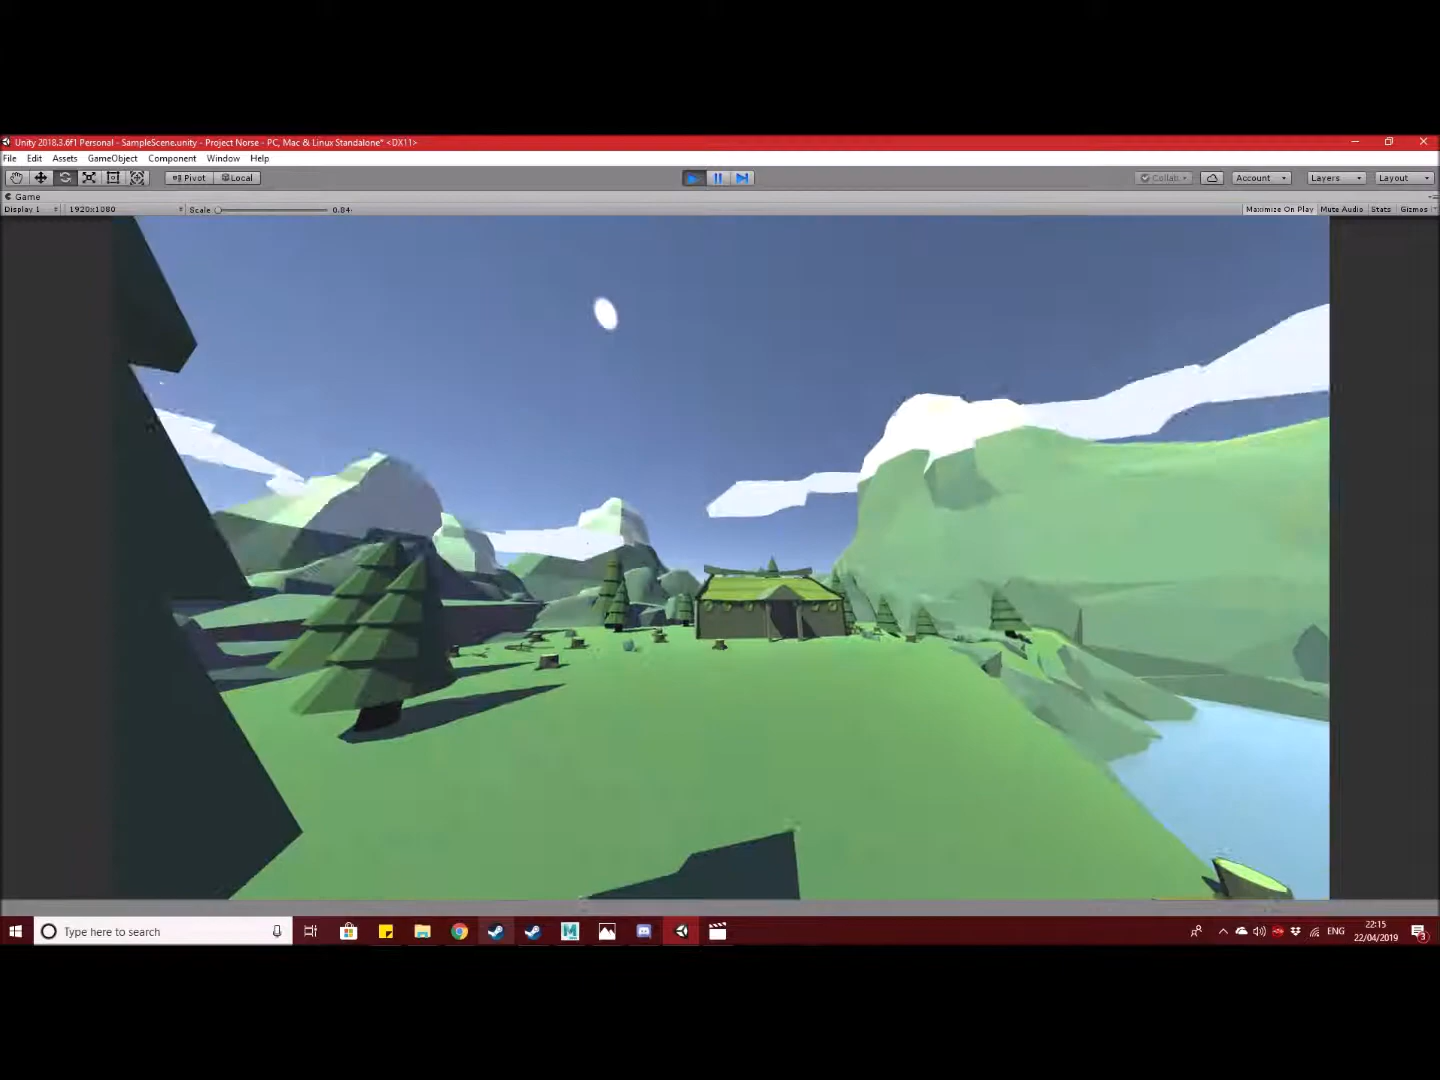 Unity 2018.3.6f1 Personal - SampleScene.unity - Project Norse - PC, Mac & Linux Standalone* <DX11>
File Edit Assets GameObject Component Window Help
Pivot Local Collab Account Layers Layout
Game
Display 1 1920x1080 Scale 0.84 Maximize On Play Mute Audio Stats Gizmos
Type here to search ENG 22:15
22/04/2019 3